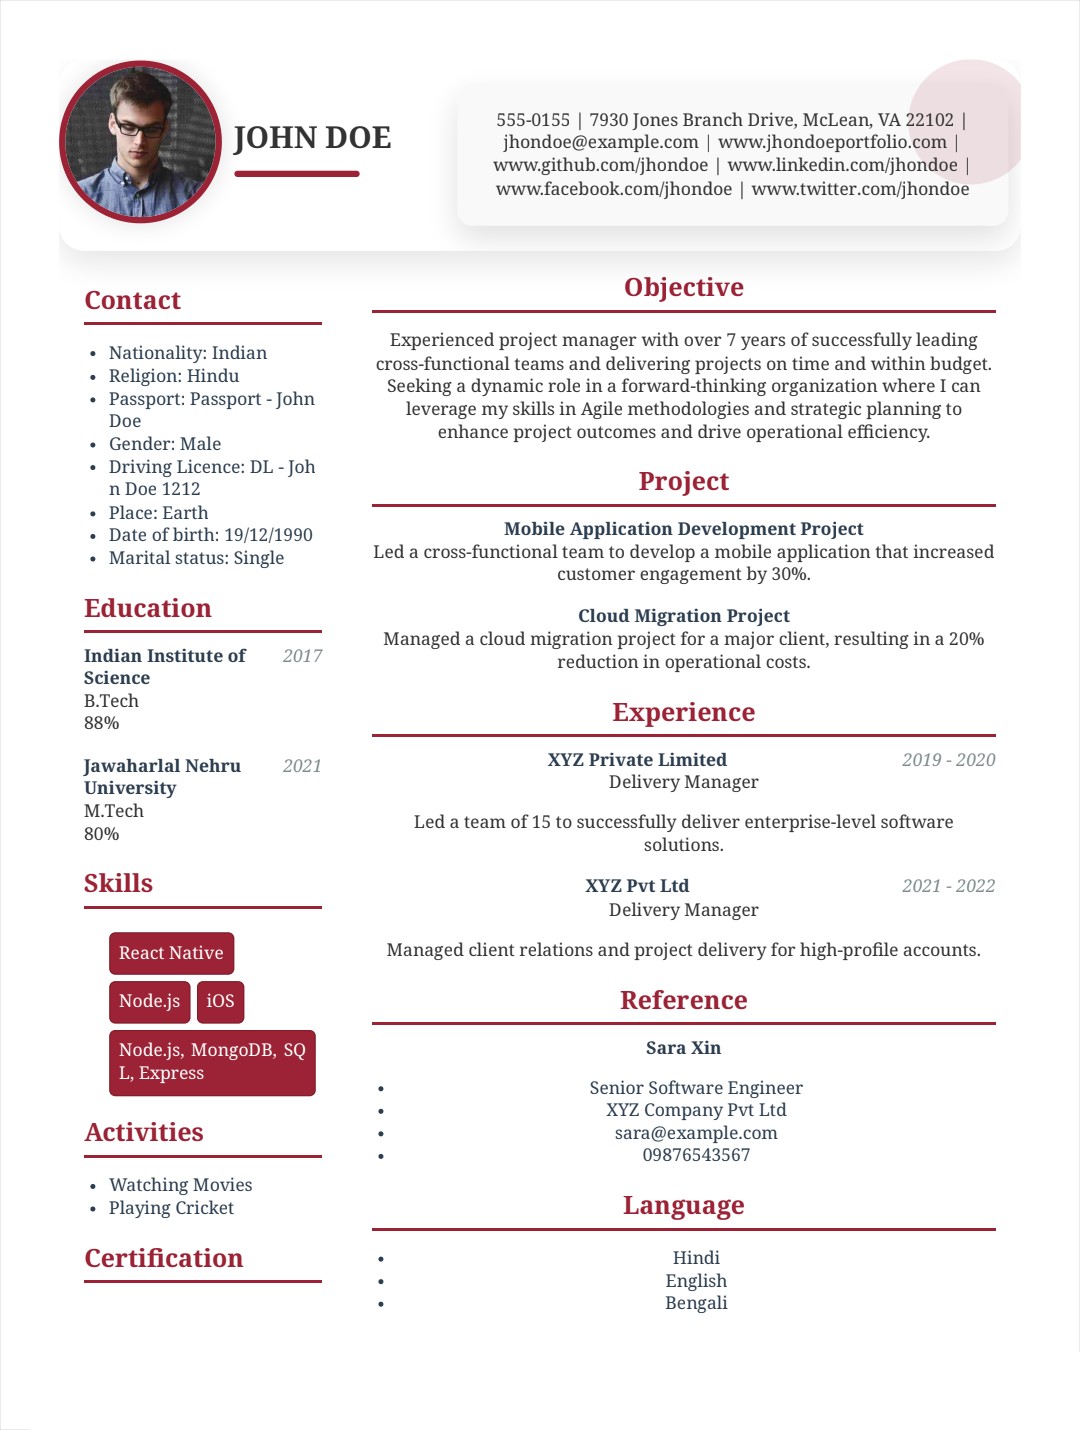 JOHN DOE
555-0155 | 7930 Jones Branch Drive, McLean, VA 22102 |
jhondoe@example.com | www.jhondoeportfolio.com |
www.github.com/jhondoe | www.linkedin.com/jhondoe |
www.facebook.com/jhondoe | www.twitter.com/jhondoe
Contact
• Nationality: Indian
• Religion: Hindu
• Passport: Passport - John
Doe
• Gender: Male
• Driving Licence: DL - Joh
n Doe 1212
• Place: Earth
• Date of birth: 19/12/1990
• Marital status: Single
Education
Indian Institute of 2017
Science
B.Tech
88%
Jawaharlal Nehru 2021
University
M.Tech
80%
Skills
React Native
Node.js iOS
Node.js, MongoDB, SQ
L, Express
Activities
• Watching Movies
• Playing Cricket
Certification
Objective
Experienced project manager with over 7 years of successfully leading
cross-functional teams and delivering projects on time and within budget.
Seeking a dynamic role in a forward-thinking organization where I can
leverage my skills in Agile methodologies and strategic planning to
enhance project outcomes and drive operational efficiency.
Project
Mobile Application Development Project
Led a cross-functional team to develop a mobile application that increased
customer engagement by 30%.
Cloud Migration Project
Managed a cloud migration project for a major client, resulting in a 20%
reduction in operational costs.
Experience
XYZ Private Limited 2019 - 2020
Delivery Manager
Led a team of 15 to successfully deliver enterprise-level software
solutions.
XYZ Pvt Ltd 2021 - 2022
Delivery Manager
Managed client relations and project delivery for high-profile accounts.
Reference
Sara Xin
• Senior Software Engineer
• XYZ Company Pvt Ltd
• sara@example.com
• 09876543567
Language
• Hindi
• English
• Bengali